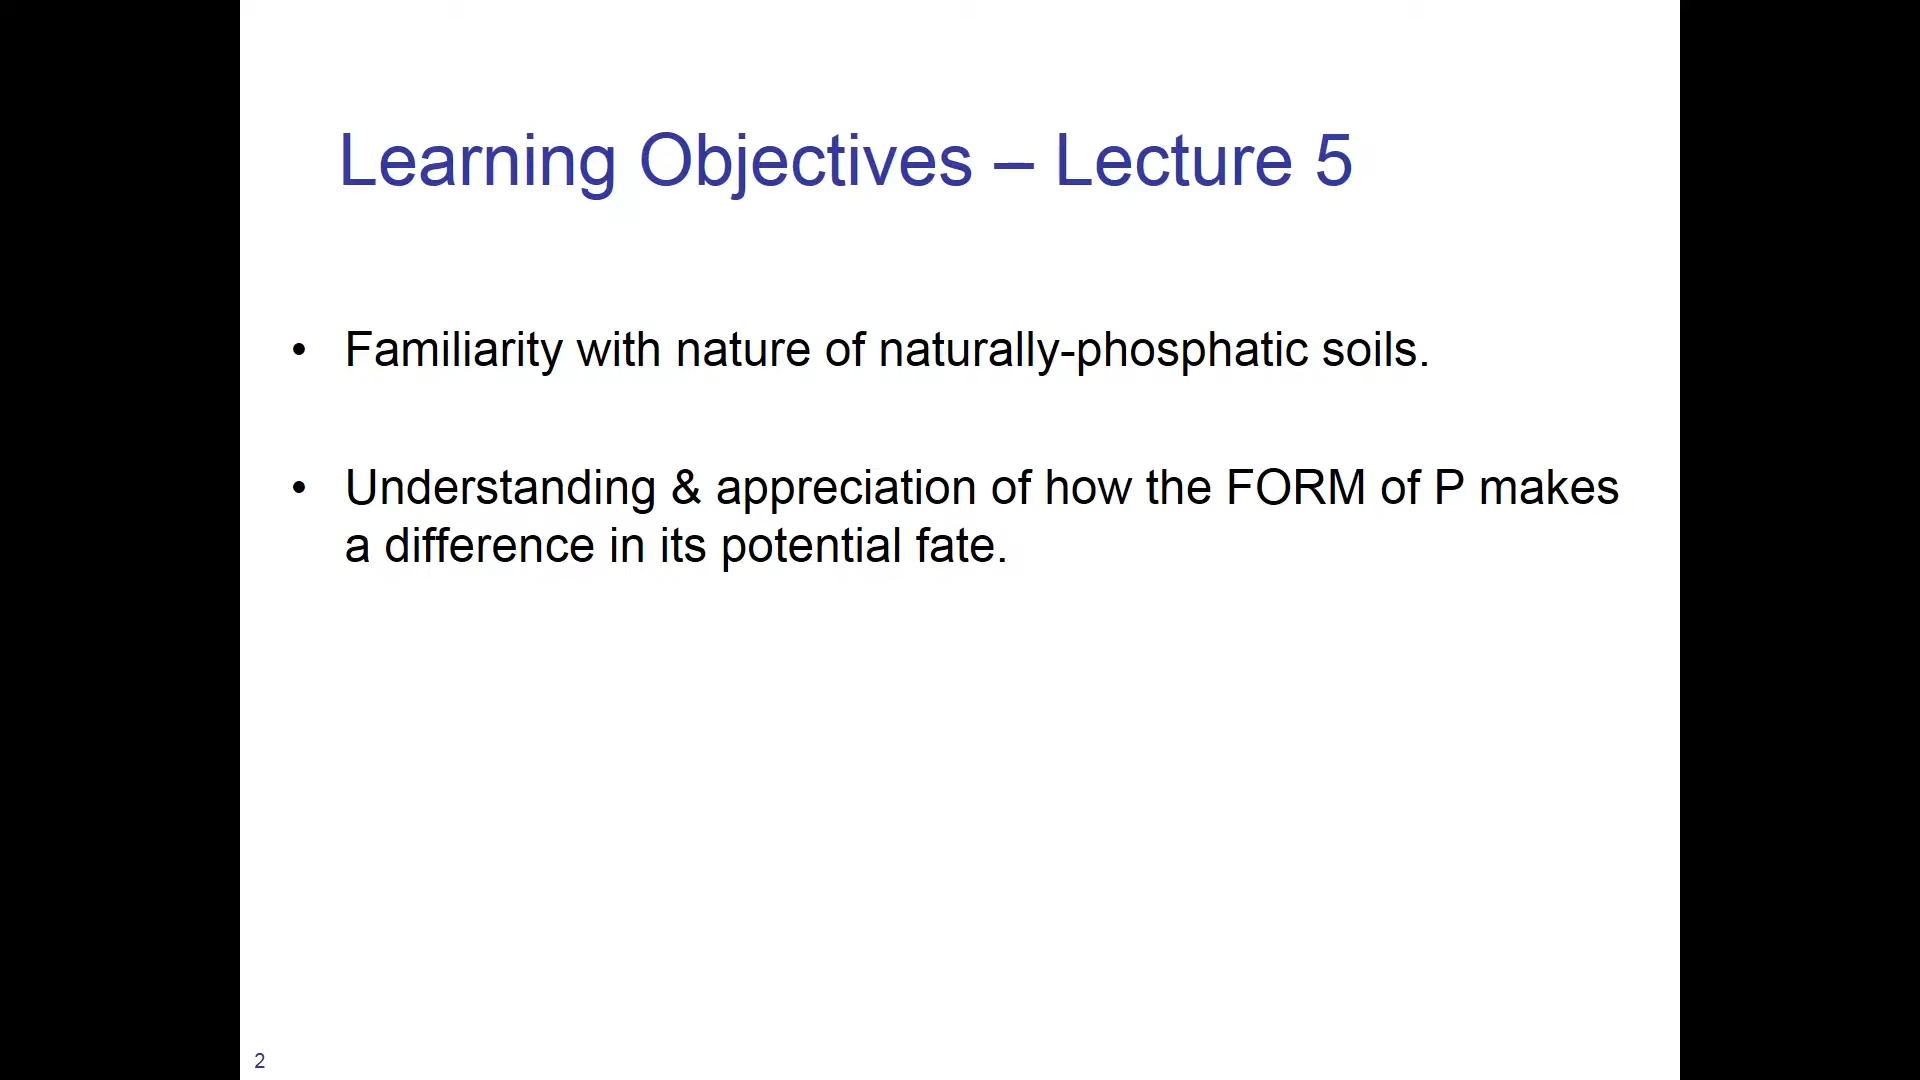 Learning Objectives – Lecture 5
• Familiarity with nature of naturally-phosphatic soils.
• Understanding & appreciation of how the FORM of P makes
a difference in its potential fate.
2